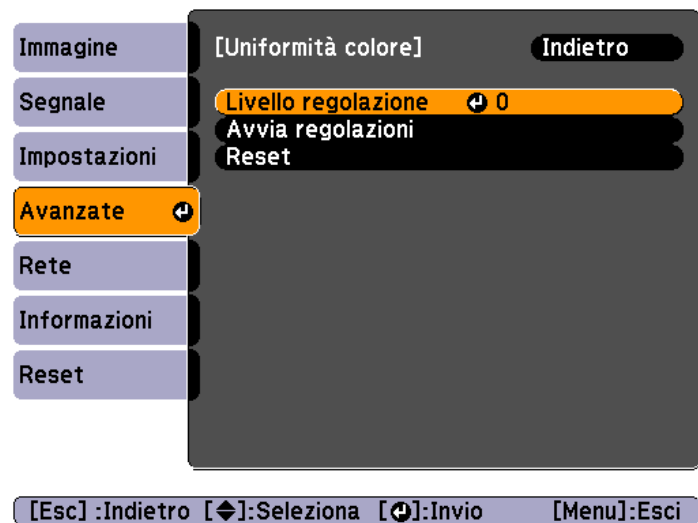 Immagine
Segnale
Impostazioni
Avanzate
Rete
Informazioni
Reset
[Uniformità colore] Indietro
Livello regolazione 0
Avvia regolazioni
Reset
[Esc] :Indietro [◆]:Seleziona [⏎]:Invio [Menu]:Esci